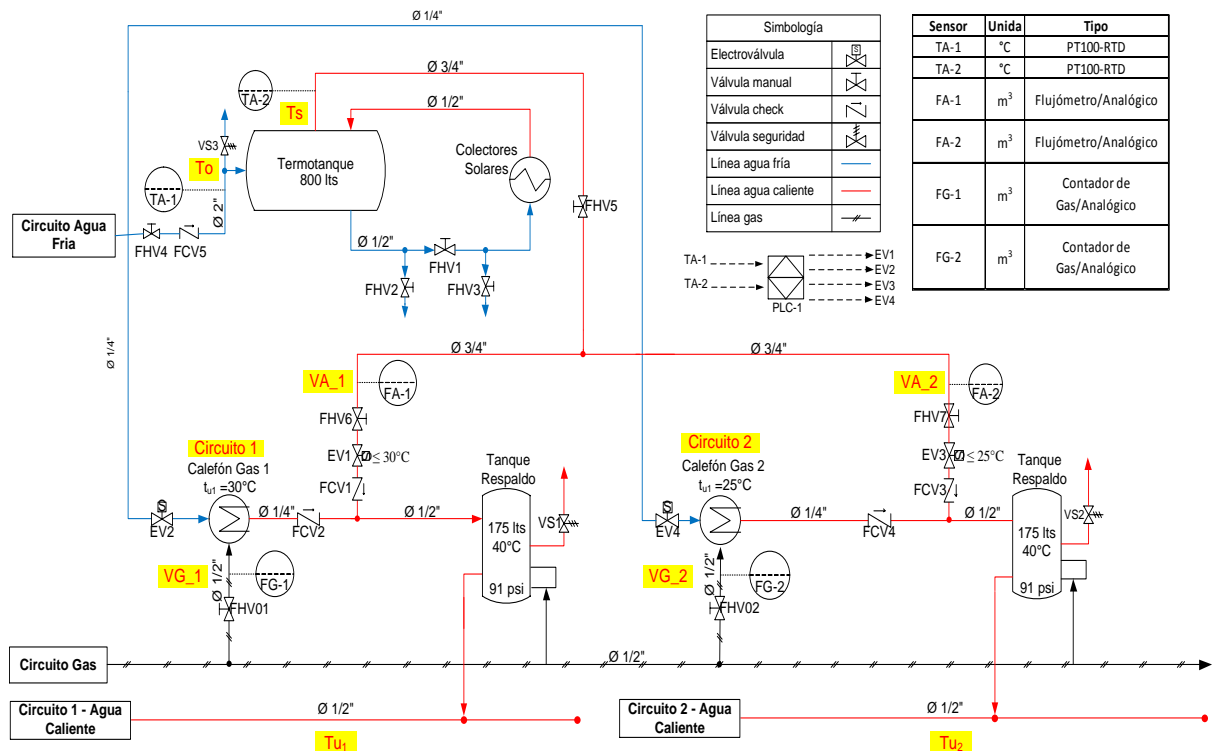 Ø 1/4"
Simbología
Electroválvula
S
Válvula manual
Válvula check
Válvula seguridad
Línea agua fría
Línea agua caliente
Línea gas
Sensor Unida Tipo
TA-1 °C PT100-RTD
TA-2 °C PT100-RTD
FA-1 m³ Flujómetro/Analógico
FA-2 m³ Flujómetro/Analógico
FG-1 m³ Contador de
Gas/Analógico
FG-2 m³ Contador de
Gas/Analógico
TA-1
TA-2
PLC-1
EV1
EV2
EV3
EV4
Ø 3/4"
TA-2
Ts
Ø 1/2"
VS3
To
Termotanque
800 lts
Colectores
Solares
TA-1
Ø 2"
FHV5
Circuito Agua
Fria
FHV4
FCV5
Ø 1/2"
FHV1
FHV2
FHV3
Ø 1/4"
Ø 3/4"
Ø 3/4"
VA_1
FA-1
VA_2
FA-2
FHV6
FHV7
Circuito 1
Calefón Gas 1
tu1 =30°C
EV1
≤ 30°C
FCV1
Tanque
Respaldo
Circuito 2
Calefón Gas 2
tu1 =25°C
EV3
≤ 25°C
FCV3
Tanque
Respaldo
S
EV2
Ø 1/4"
FCV2
Ø 1/2"
175 lts
40°C
91 psi
VS1
S
EV4
Ø 1/4"
FCV4
Ø 1/2"
175 lts
40°C
91 psi
VS2
VG_1
Ø 1/2"
FG-1
FHV01
VG_2
Ø 1/2"
FG-2
FHV02
Circuito Gas
Ø 1/2"
Ø 1/2"
Circuito 1 - Agua
Caliente
Ø 1/2"
Tu1
Circuito 2 - Agua
Caliente
Ø 1/2"
Tu2